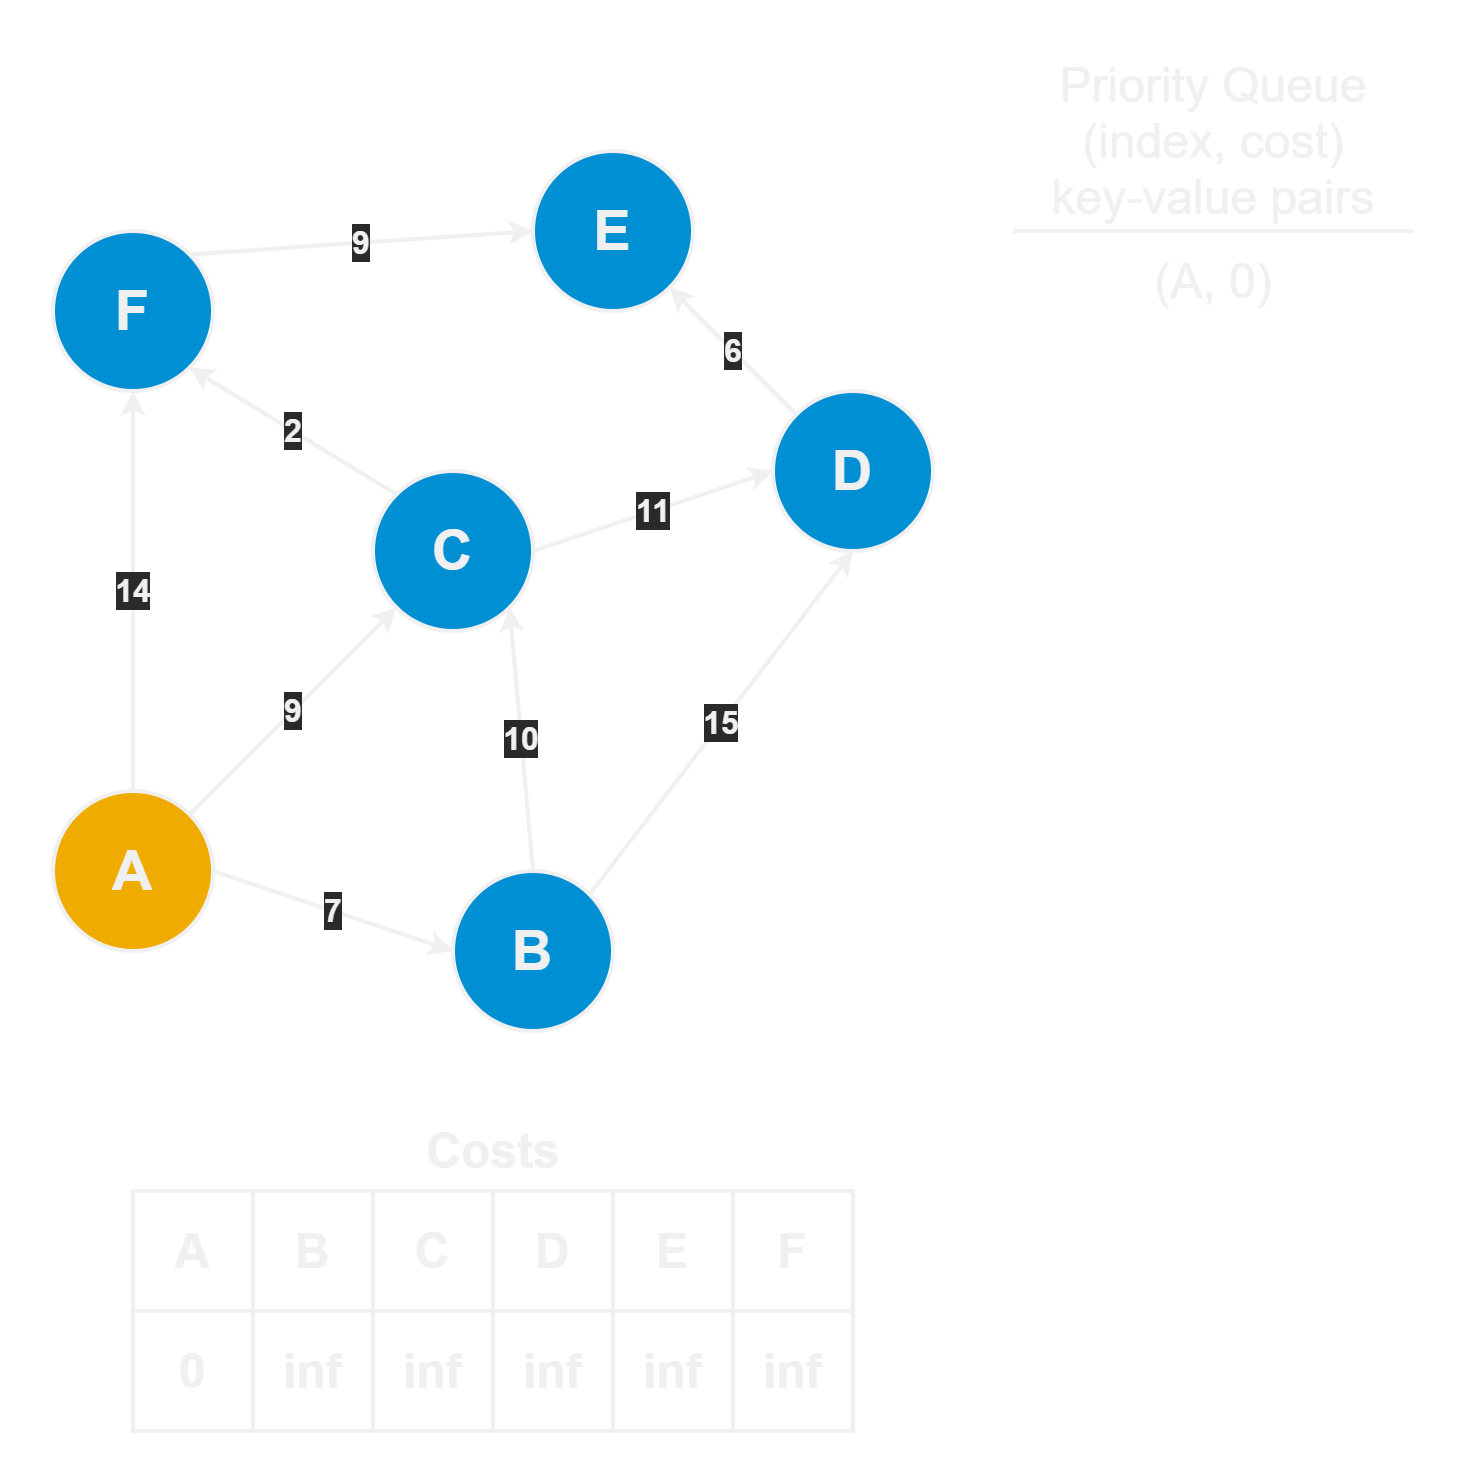 Priority Queue
(index, cost)
key-value pairs
(A, 0)
E
9
F
6
2
D
11
C
14
9
10
15
A
7
B
Costs
A B C D E F
0 inf inf inf inf inf